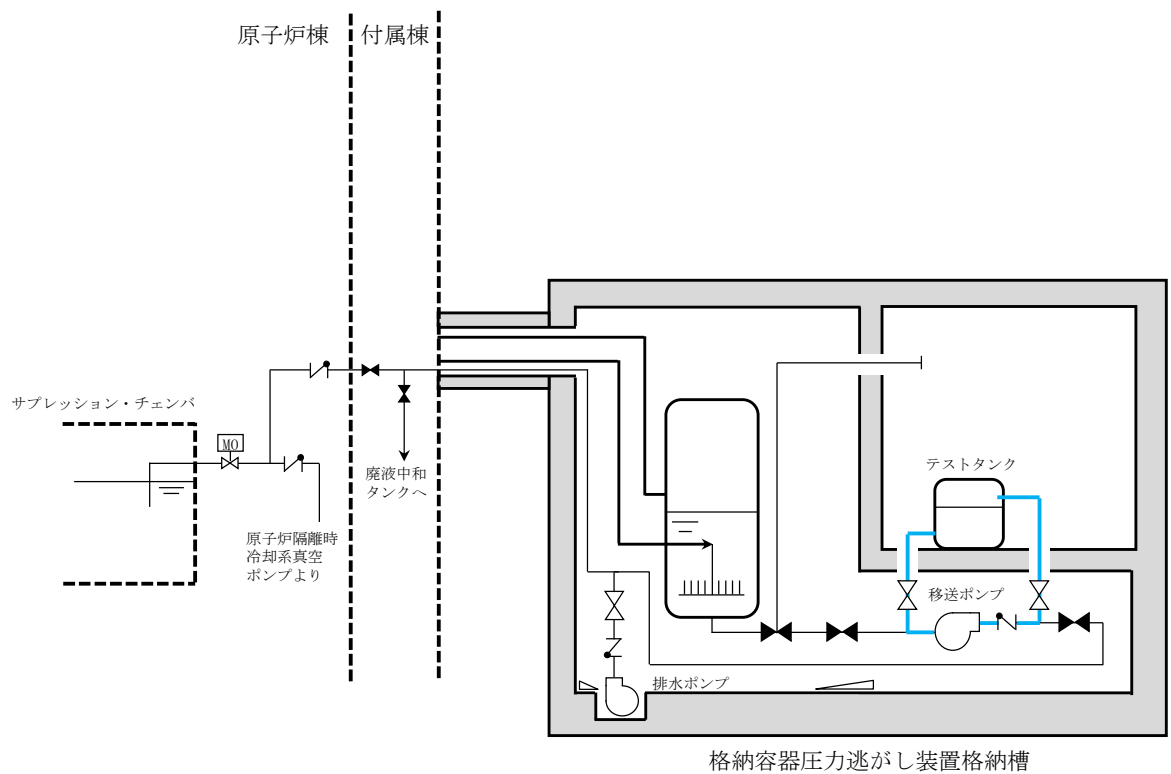 原子炉棟
付属棟
サプレッション・チェンバ
MO
廃液中和
タンクへ
テストタンク
原子炉隔離時
冷却系真空
ポンプより
移送ポンプ
排水ポンプ
格納容器圧力逃がし装置格納槽